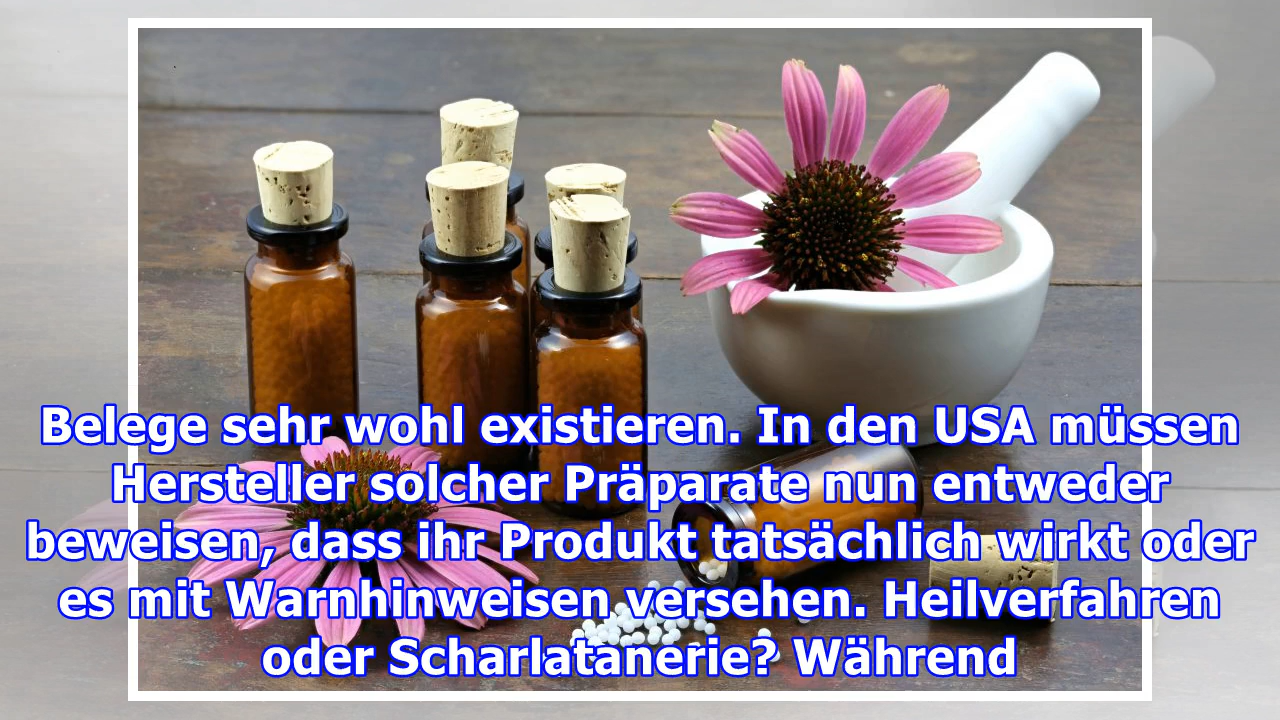 Belege sehr wohl existieren. In den USA müssen
Hersteller solcher Präparate nun entweder
beweisen, dass ihr Produkt tatsächlich wirkt oder
es mit Warnhinweisen versehen. Heilverfahren
oder Scharlatanerie? Während